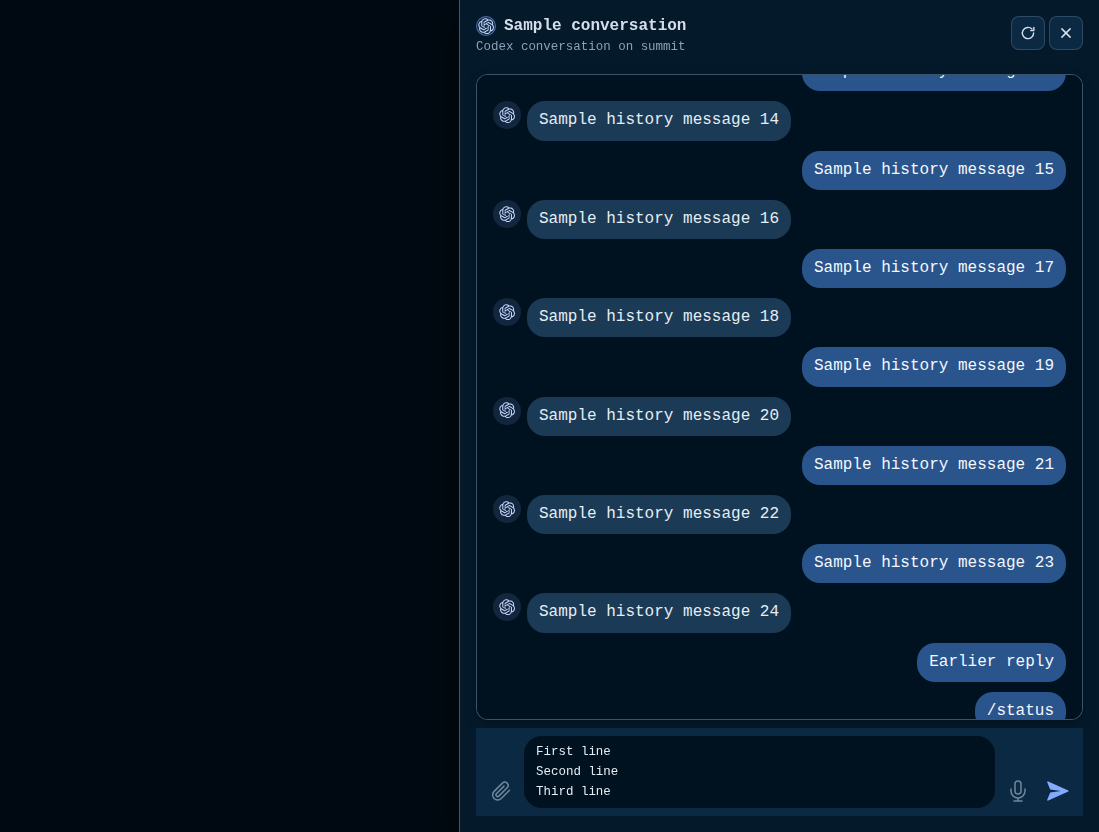 Sample conversation
Codex conversation on summit
Sample history message 14
Sample history message 15
Sample history message 16
Sample history message 17
Sample history message 18
Sample history message 19
Sample history message 20
Sample history message 21
Sample history message 22
Sample history message 23
Sample history message 24
Earlier reply
/status
First line
Second line
Third line